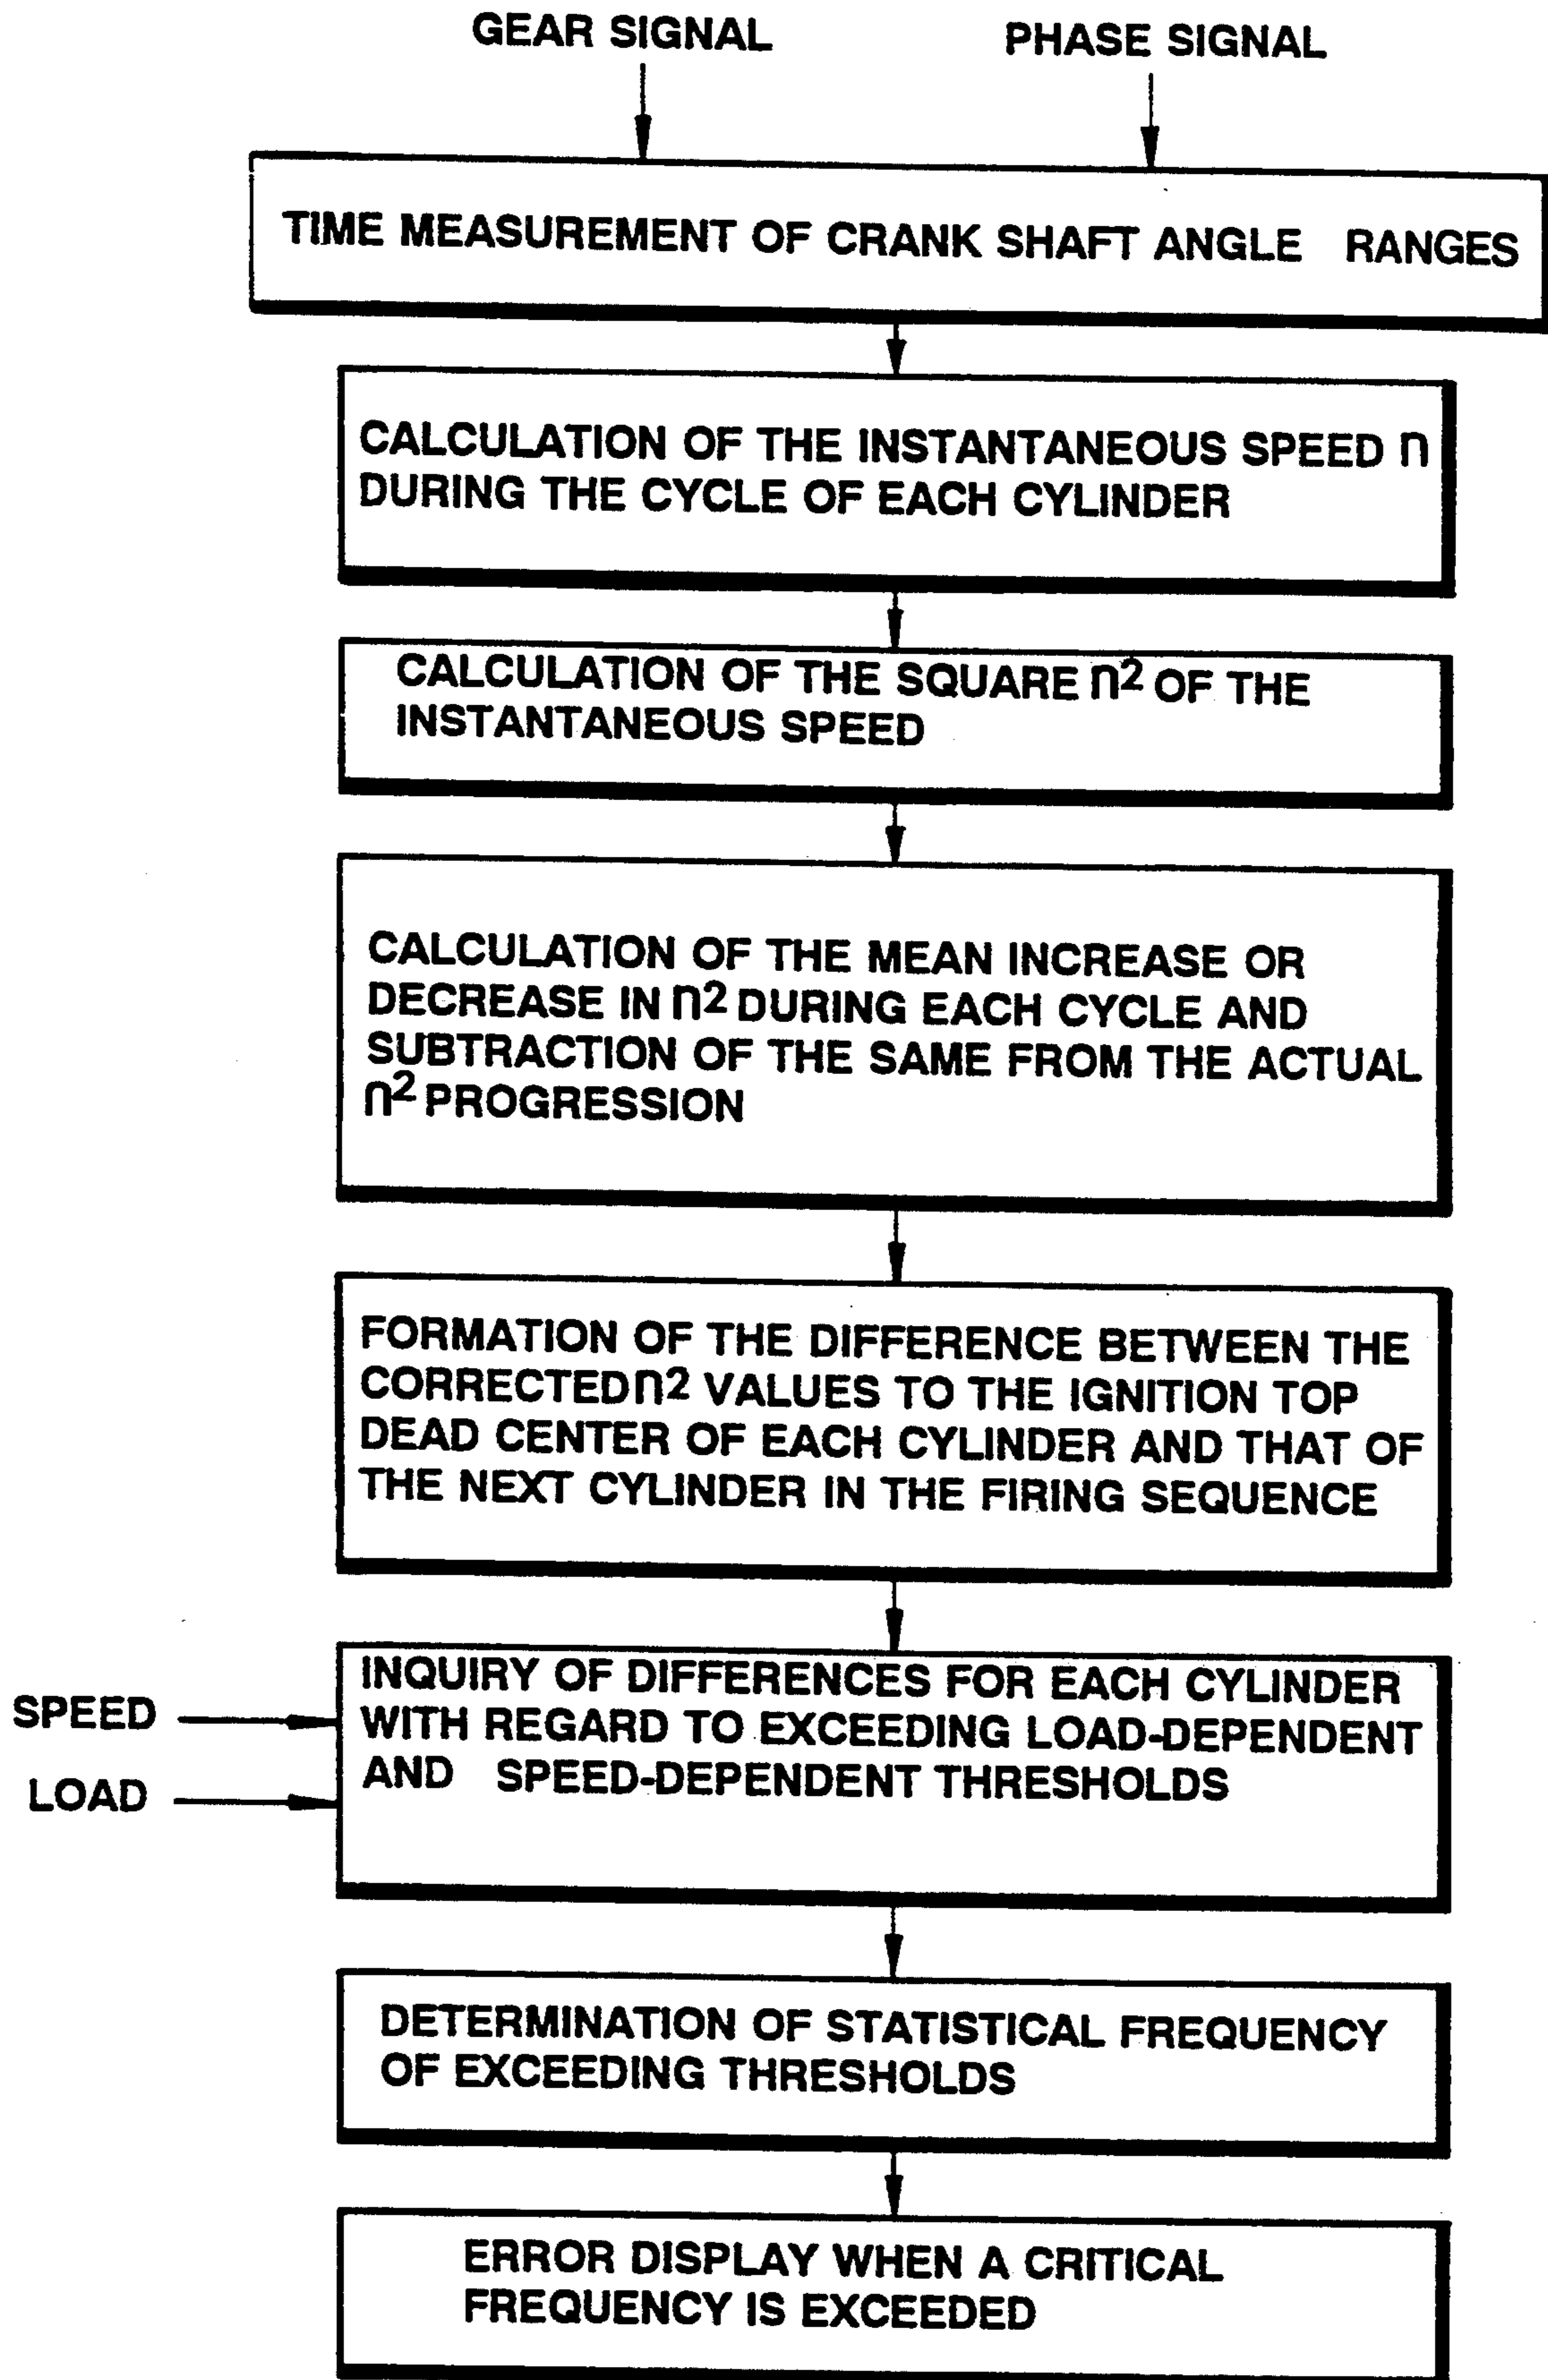 GEAR SIGNAL
PHASE SIGNAL
TIME MEASUREMENT OF CRANK SHAFT ANGLE RANGES
CALCULATION OF THE INSTANTANEOUS SPEED n
DURING THE CYCLE OF EACH CYLINDER
CALCULATION OF THE SQUARE n² OF THE
INSTANTANEOUS SPEED
CALCULATION OF THE MEAN INCREASE OR
DECREASE IN n² DURING EACH CYCLE AND
SUBTRACTION OF THE SAME FROM THE ACTUAL
n² PROGRESSION
FORMATION OF THE DIFFERENCE BETWEEN THE
CORRECTED n² VALUES TO THE IGNITION TOP
DEAD CENTER OF EACH CYLINDER AND THAT OF
THE NEXT CYLINDER IN THE FIRING SEQUENCE
INQUIRY OF DIFFERENCES FOR EACH CYLINDER
WITH REGARD TO EXCEEDING LOAD-DEPENDENT
AND SPEED-DEPENDENT THRESHOLDS
SPEED
LOAD
DETERMINATION OF STATISTICAL FREQUENCY
OF EXCEEDING THRESHOLDS
ERROR DISPLAY WHEN A CRITICAL
FREQUENCY IS EXCEEDED